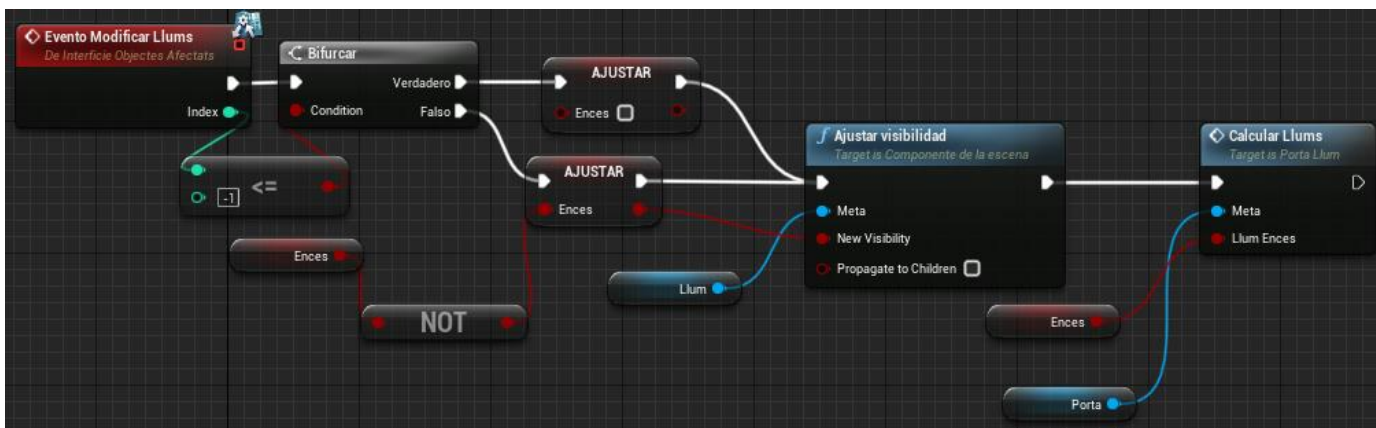 Evento Modificar Llums
De Interfície Objectes Afectats
Index
Bifurcar
Condition
Verdadero
Falso
<=
-1
AJUSTAR
Ences
AJUSTAR
Ences
Ences
NOT
Llum
Ajustar visibilidad
Target is Componente de la escena
Meta
New Visibility
Propagate to Children
Ences
Porta
Calcular Llums
Target is Porta Llum
Meta
Llum Ences